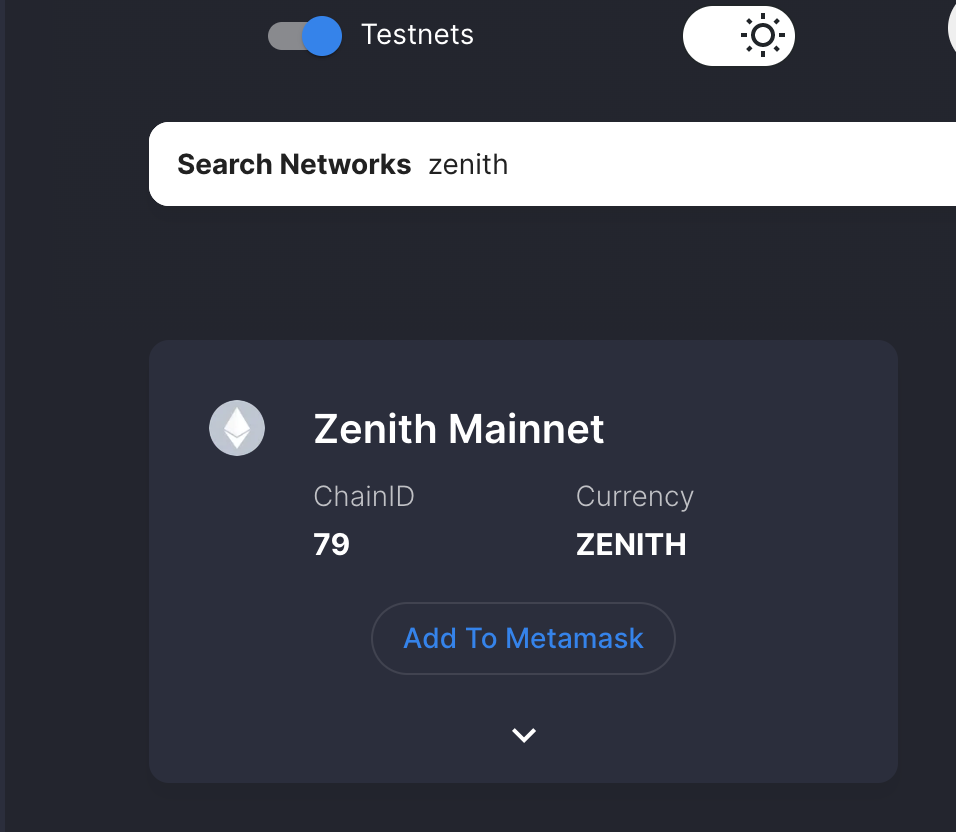 Testnets
Search Networks zenith
Zenith Mainnet
ChainID Currency
79 ZENITH
Add To Metamask